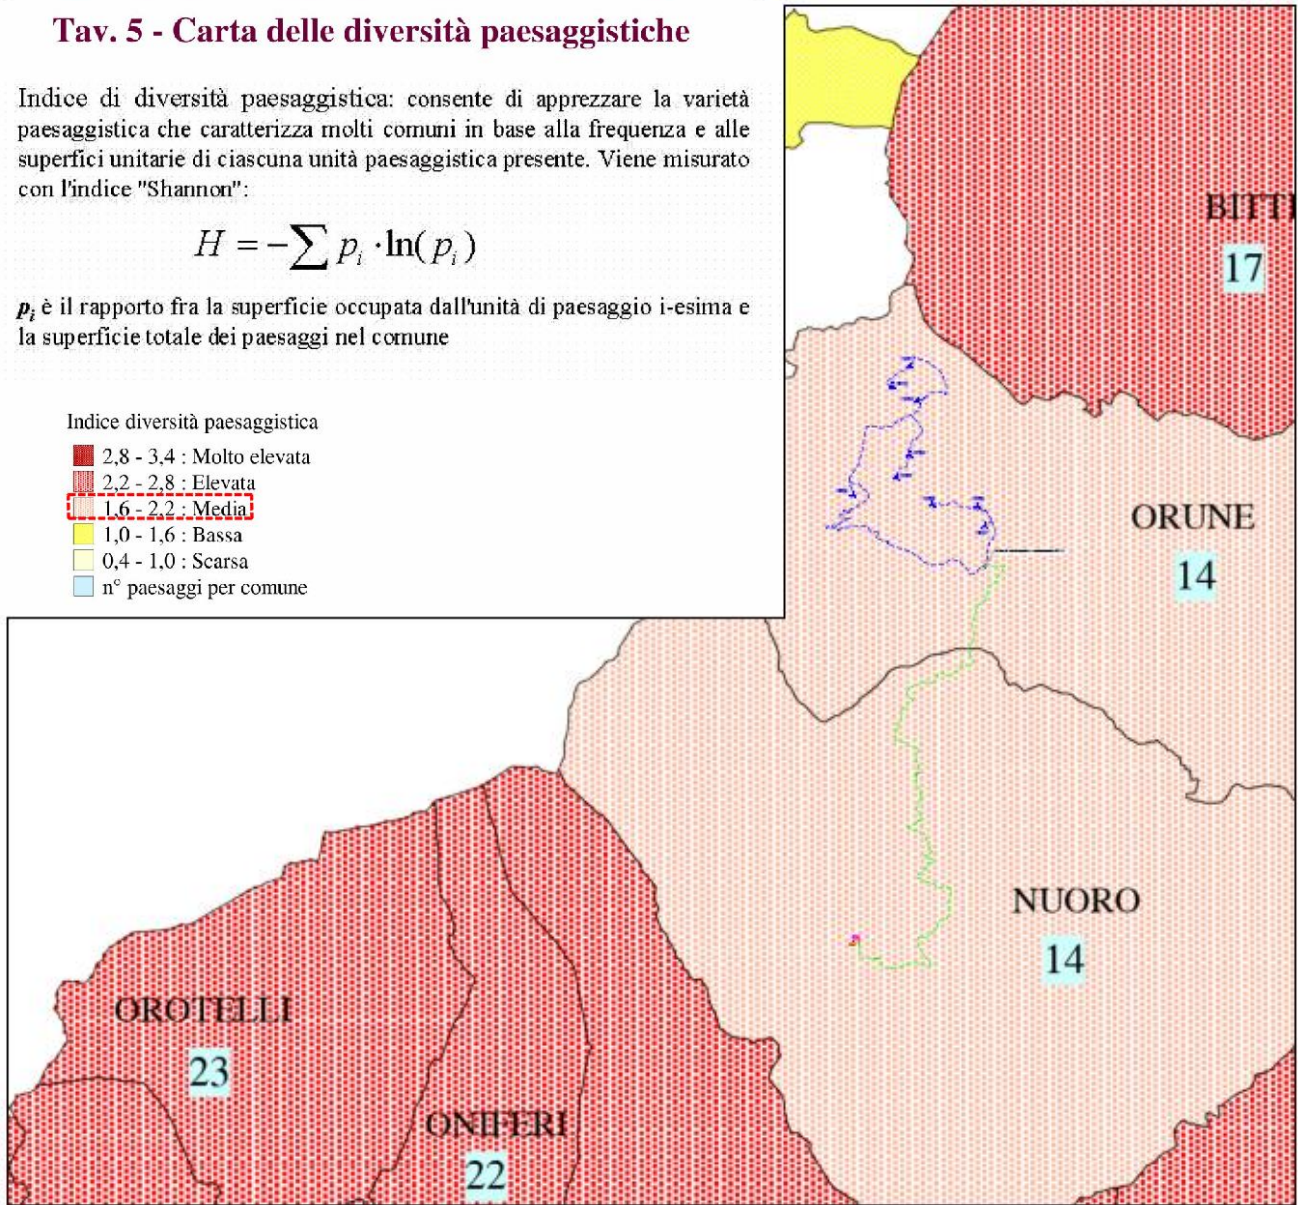 Tav. 5 - Carta delle diversità paesaggistiche
Indice di diversità paesaggistica: consente di apprezzare la varietà
paesaggistica che caratterizza molti comuni in base alla frequenza e alle
superfici unitarie di ciascuna unità paesaggistica presente. Viene misurato
con l'indice "Shannon":
H = -∑ pᵢ ·ln( pᵢ )
pᵢ è il rapporto fra la superficie occupata dall'unità di paesaggio i-esima e
la superficie totale dei paesaggi nel comune
Indice diversità paesaggistica
2,8 - 3,4 : Molto elevata
2,2 - 2,8 : Elevata
1,6 - 2,2 : Media
1,0 - 1,6 : Bassa
0,4 - 1,0 : Scarsa
n° paesaggi per comune
BITTI
17
ORUNE
14
NUORO
14
OROTELLI
23
ONIFERI
22